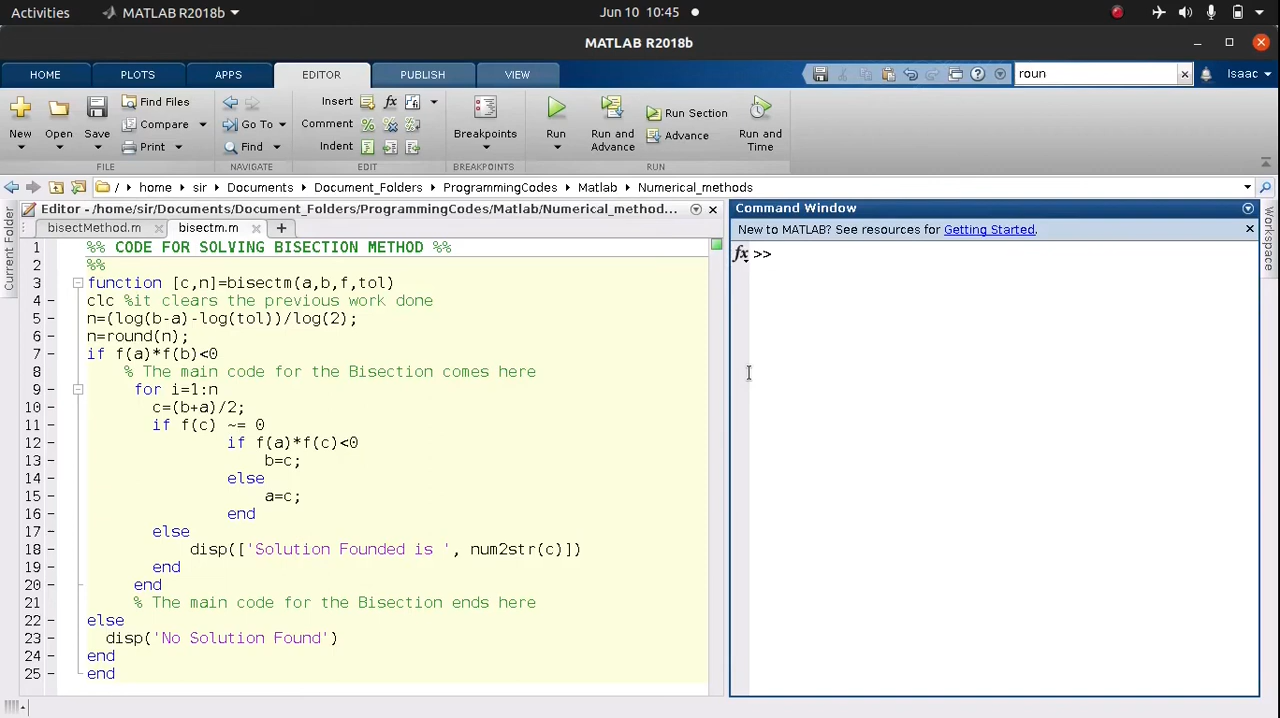 Activities MATLAB R2018b Jun 10 10:45
MATLAB R2018b
HOME PLOTS APPS EDITOR PUBLISH VIEW roun Isaac
New Open Save Find Files Compare Print Go To Find Insert fx Comment Indent Breakpoints Run Run and Advance Run Section Advance Run and Time
FILE NAVIGATE EDIT BREAKPOINTS RUN
/ home sir Documents Document_Folders ProgrammingCodes Matlab Numerical_methods
Current Folder
Editor - /home/sir/Documents/Document_Folders/ProgrammingCodes/Matlab/Numerical_method...
bisectMethod.m bisectm.m
1 %% CODE FOR SOLVING BISECTION METHOD %%
2 %%
3 function [c,n]=bisectm(a,b,f,tol)
4 clc %it clears the previous work done
5 n=(log(b-a)-log(tol))/log(2);
6 n=round(n);
7 if f(a)*f(b)<0
8 % The main code for the Bisection comes here
9 for i=1:n
10 c=(b+a)/2;
11 if f(c) ~= 0
12 if f(a)*f(c)<0
13 b=c;
14 else
15 a=c;
16 end
17 else
18 disp(['Solution Founded is ', num2str(c)])
19 end
20 end
21 % The main code for the Bisection ends here
22 else
23 disp('No Solution Found')
24 end
25 end
Command Window
New to MATLAB? See resources for Getting Started.
fx >>
Workspace